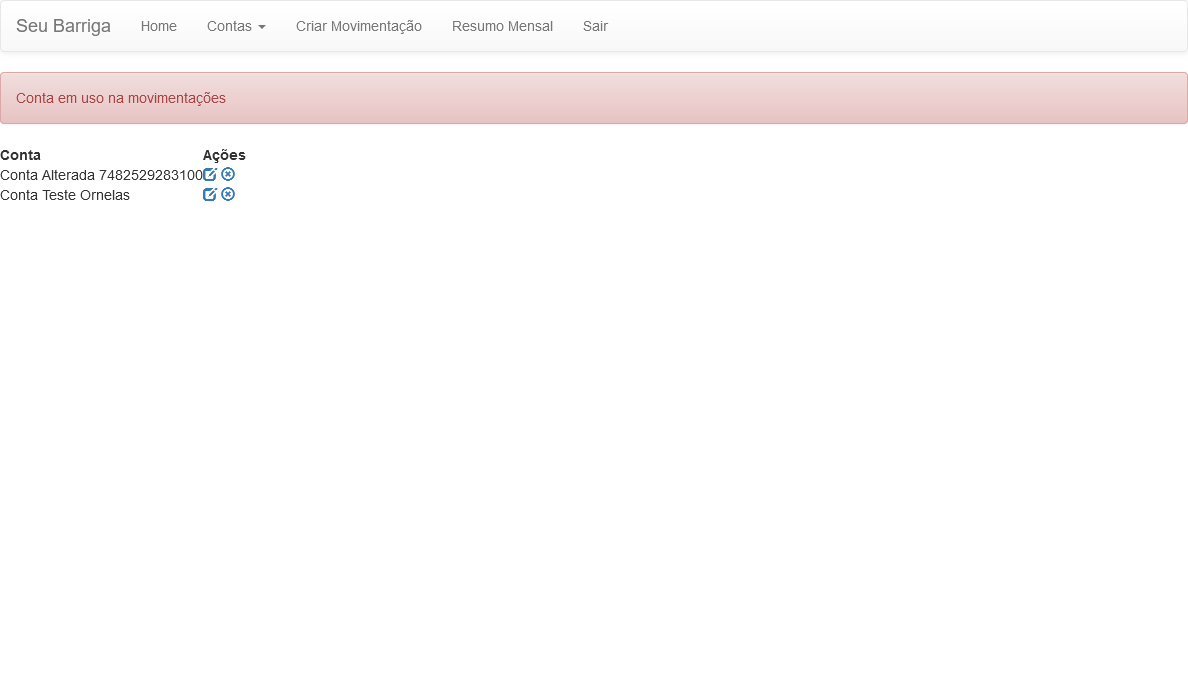 Seu Barriga Home Contas Criar Movimentação Resumo Mensal Sair
Conta em uso na movimentações
Conta Ações
Conta Alterada 7482529283100
Conta Teste Ornelas